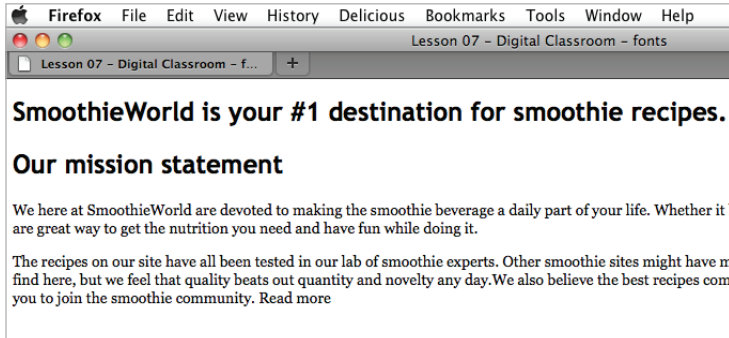 Firefox File Edit View History Delicious Bookmarks Tools Window Help
Lesson 07 – Digital Classroom – fonts
Lesson 07 – Digital Classroom – f... +
SmoothieWorld is your #1 destination for smoothie recipes.
Our mission statement
We here at SmoothieWorld are devoted to making the smoothie beverage a daily part of your life. Whether it
are great way to get the nutrition you need and have fun while doing it.
The recipes on our site have all been tested in our lab of smoothie experts. Other smoothie sites might have
find here, but we feel that quality beats out quantity and novelty any day.We also believe the best recipes com
you to join the smoothie community. Read more